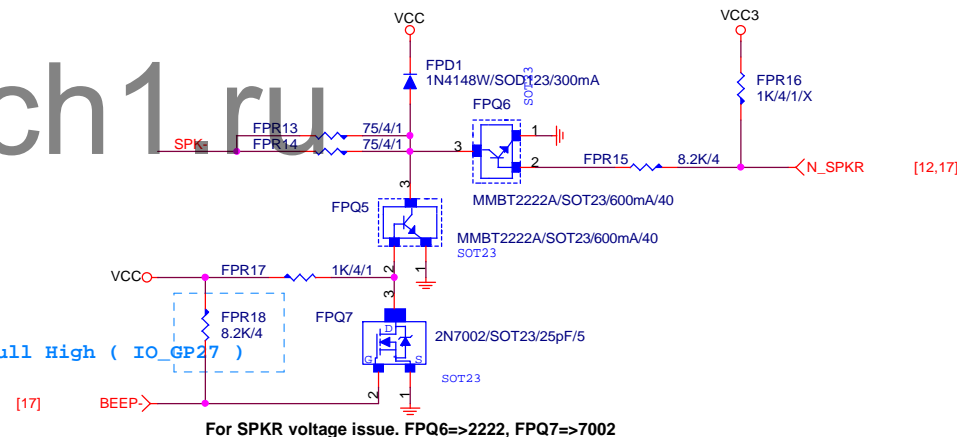 VCC
VCC3
FPD1
1N4148W/SOD123/300mA
SOT23
FPR16
1K/4/1/X
ch1.ru
FPQ6
FPR13
75/4/1
1
SPK-
FPR14
75/4/1
3
2
FPR15
8.2K/4
N_SPKR
[12,17]
3
MMBT2222A/SOT23/600mA/40
FPQ5
MMBT2222A/SOT23/600mA/40
SOT23
2
1
VCC
FPR17
1K/4/1
3
FPR18
8.2K/4
FPQ7
D
2N7002/SOT23/25pF/5
ull High ( IO_GP27 )
G
S
SOT23
2
1
[17]
BEEP-
For SPKR voltage issue. FPQ6=>2222, FPQ7=>7002